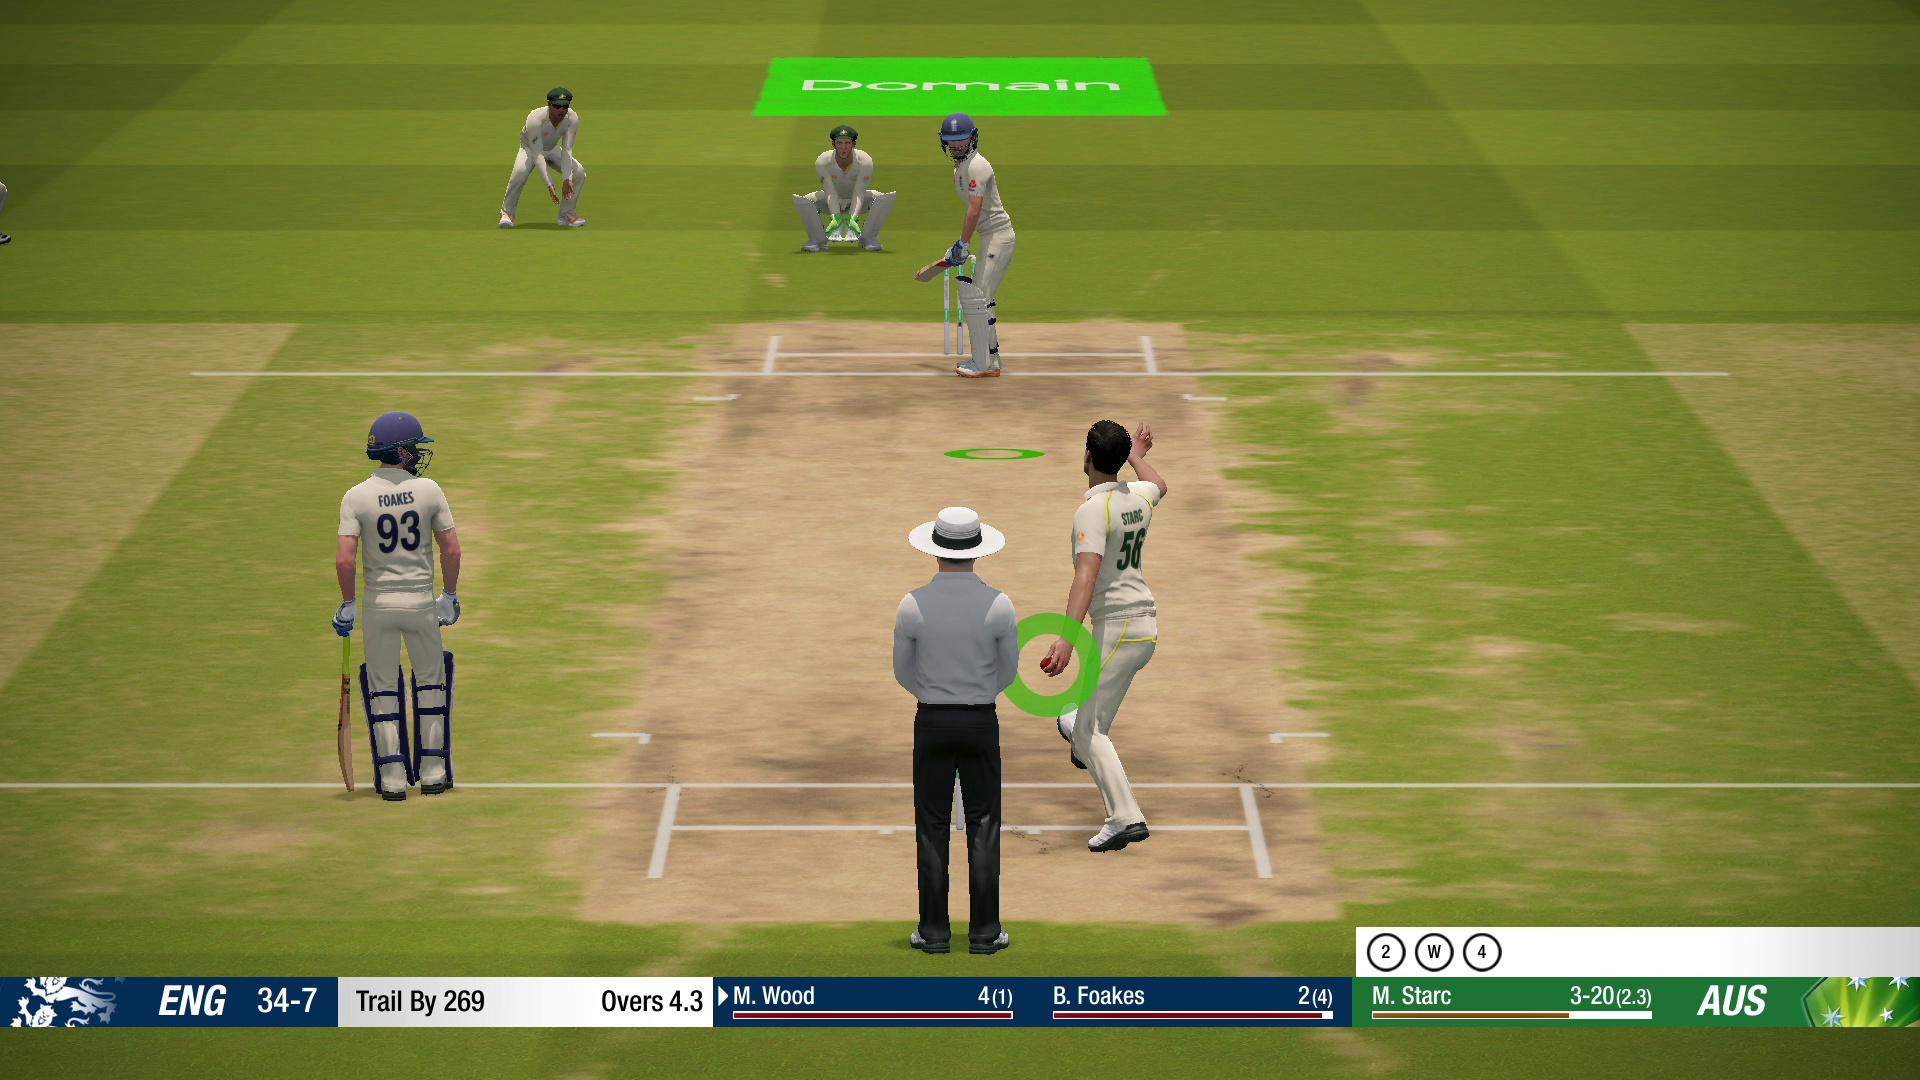 Domain
FOAKES
93
STARC
56
2 W 4
ENG 34-7 Trail By 269 Overs 4.3 M. Wood 4(1) B. Foakes 2(4) M. Starc 3-20(2.3) AUS